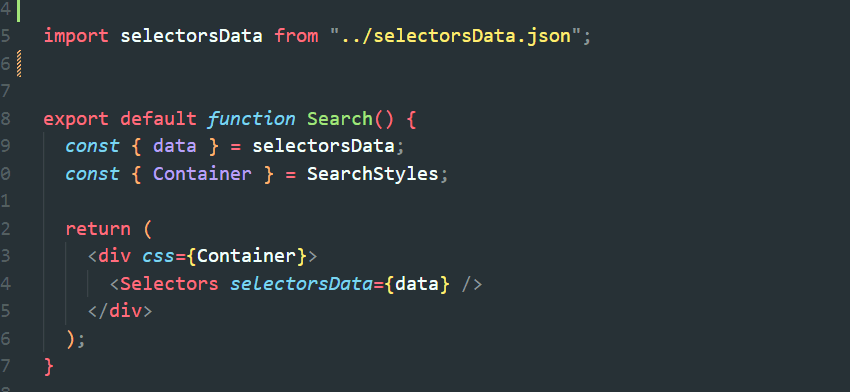 4
5 import selectorsData from "../selectorsData.json";
6
7
8 export default function Search() {
9 const { data } = selectorsData;
0 const { Container } = SearchStyles;
1
2 return (
3 <div css={Container}>
4 <Selectors selectorsData={data} />
5 </div>
6 );
7 }